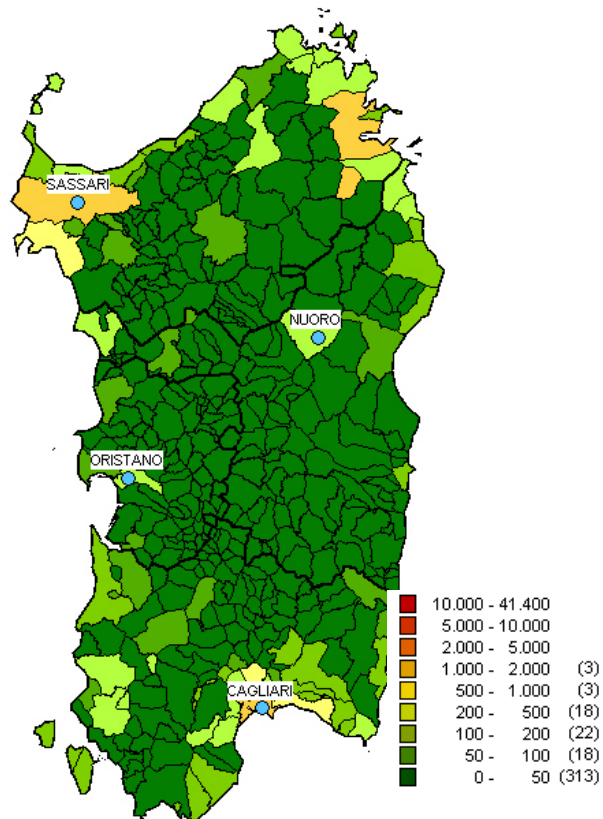 SASSARI
NUORO
ORISTANO
CAGLIARI
10.000 - 41.400
5.000 - 10.000
2.000 - 5.000
1.000 - 2.000 (3)
500 - 1.000 (3)
200 - 500 (18)
100 - 200 (22)
50 - 100 (18)
0 - 50 (313)